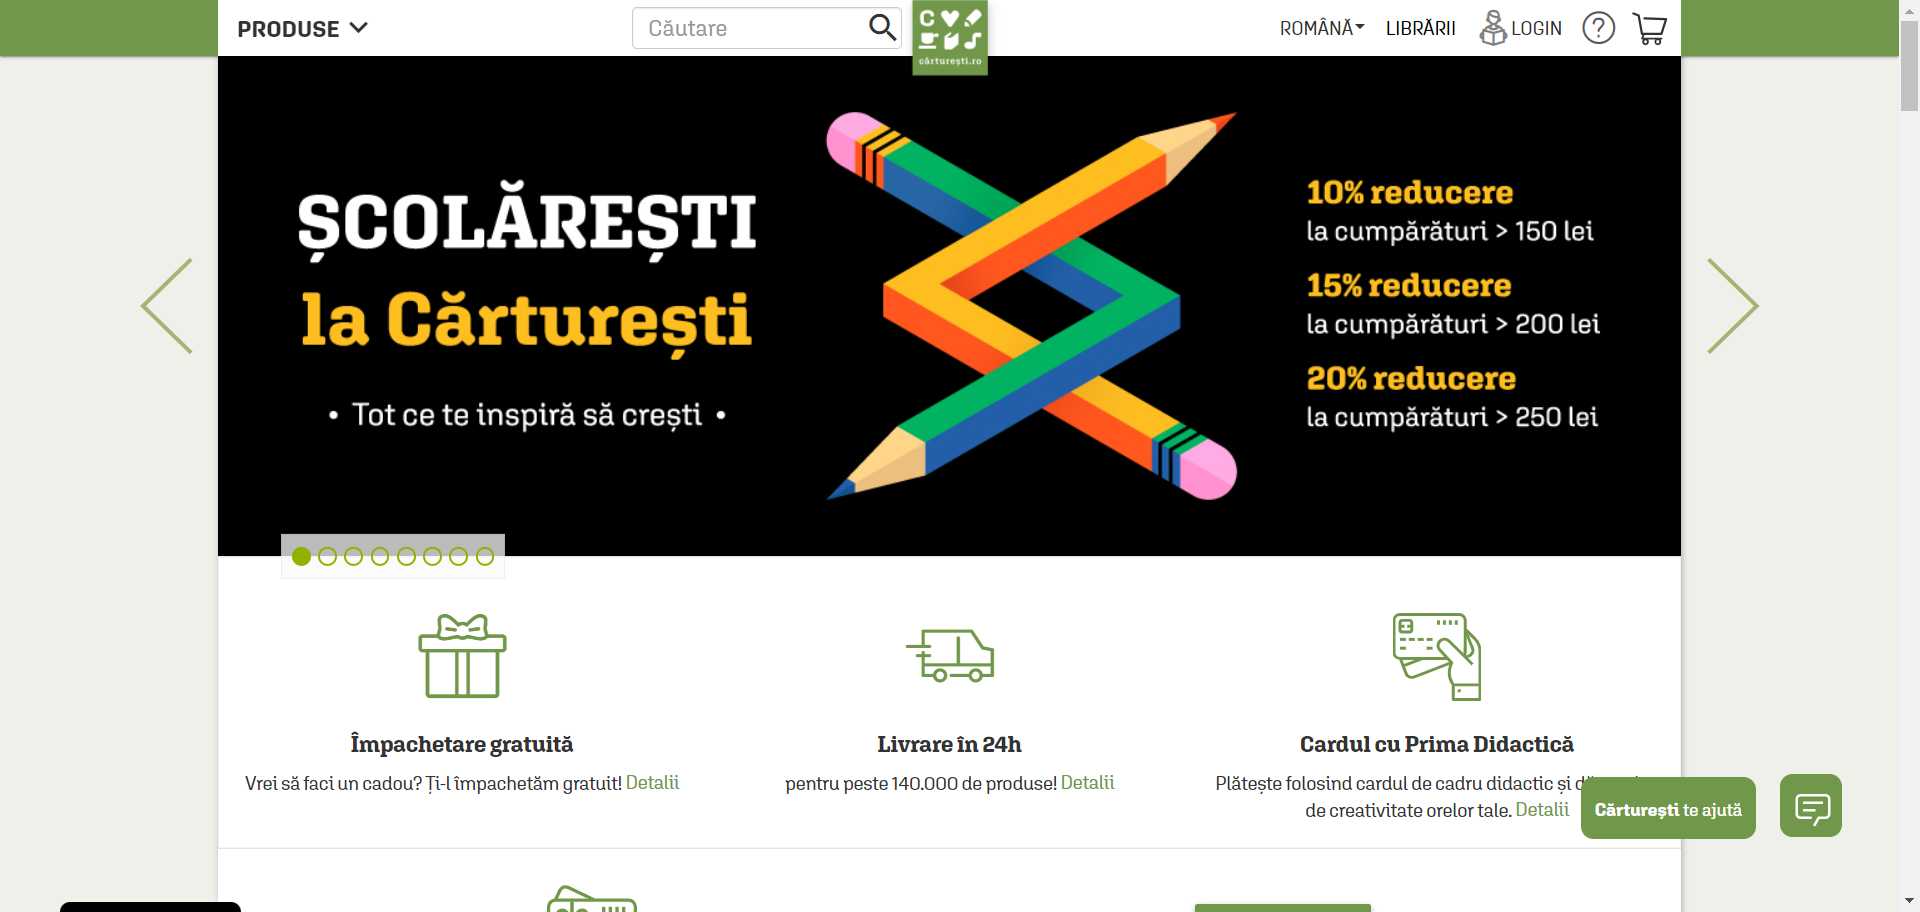 PRODUSE
Căutare
C
cărturești.ro
ROMÂNĂ
LIBRĂRII
LOGIN
?
ȘCOLĂREȘTI
la Cărturești
• Tot ce te inspiră să crești •
10% reducere
la cumpărături > 150 lei
15% reducere
la cumpărături > 200 lei
20% reducere
la cumpărături > 250 lei
Împachetare gratuită
Vrei să faci un cadou? Ți-l împachetăm gratuit! Detalii
Livrare în 24h
pentru peste 140.000 de produse! Detalii
Cardul cu Prima Didactică
Plătește folosind cardul de cadru didactic și
de creativitate orelor tale. Detalii
Cărturești te ajută